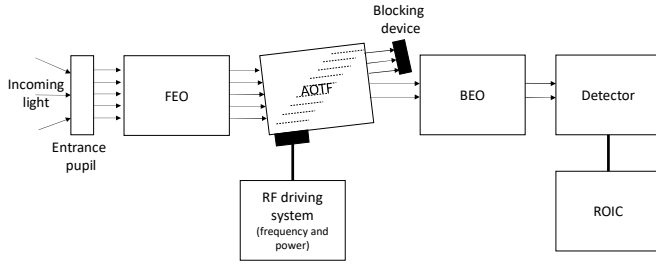 Blocking
device
Incoming
light
FEO
AOTF
BEO
Detector
Entrance
pupil
RF driving
system
(frequency and
power)
ROIC